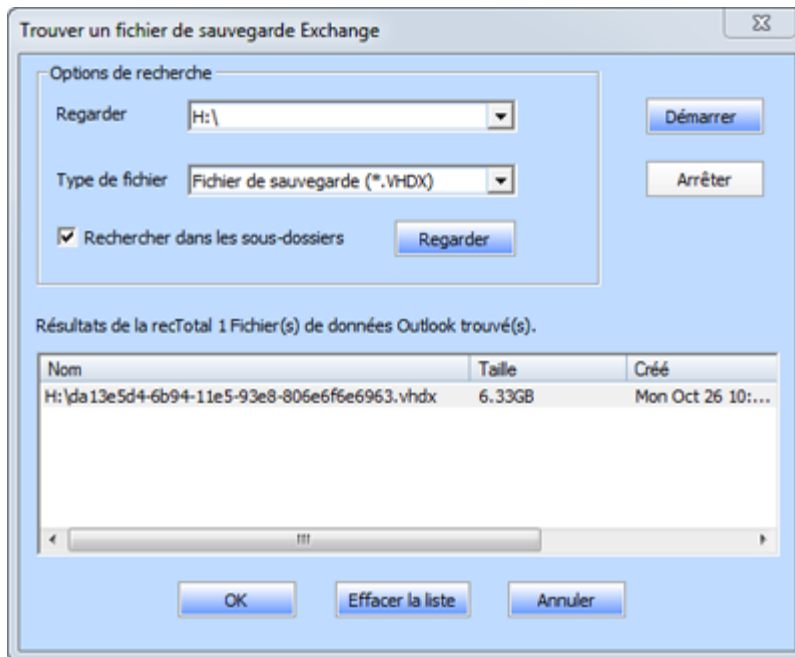 Trouver un fichier de sauvegarde Exchange
Options de recherche
Regarder H:\ Démarrer
Type de fichier Fichier de sauvegarde (*.VHDX) Arrêter
Rechercher dans les sous-dossiers Regarder
Résultats de la recTotal 1 Fichier(s) de données Outlook trouvé(s).
Nom Taille Créé
H:\da13e5d4-6b94-11e5-93e8-806e6f6e6963.vhdx 6.33GB Mon Oct 26 10:...
OK Effacer la liste Annuler